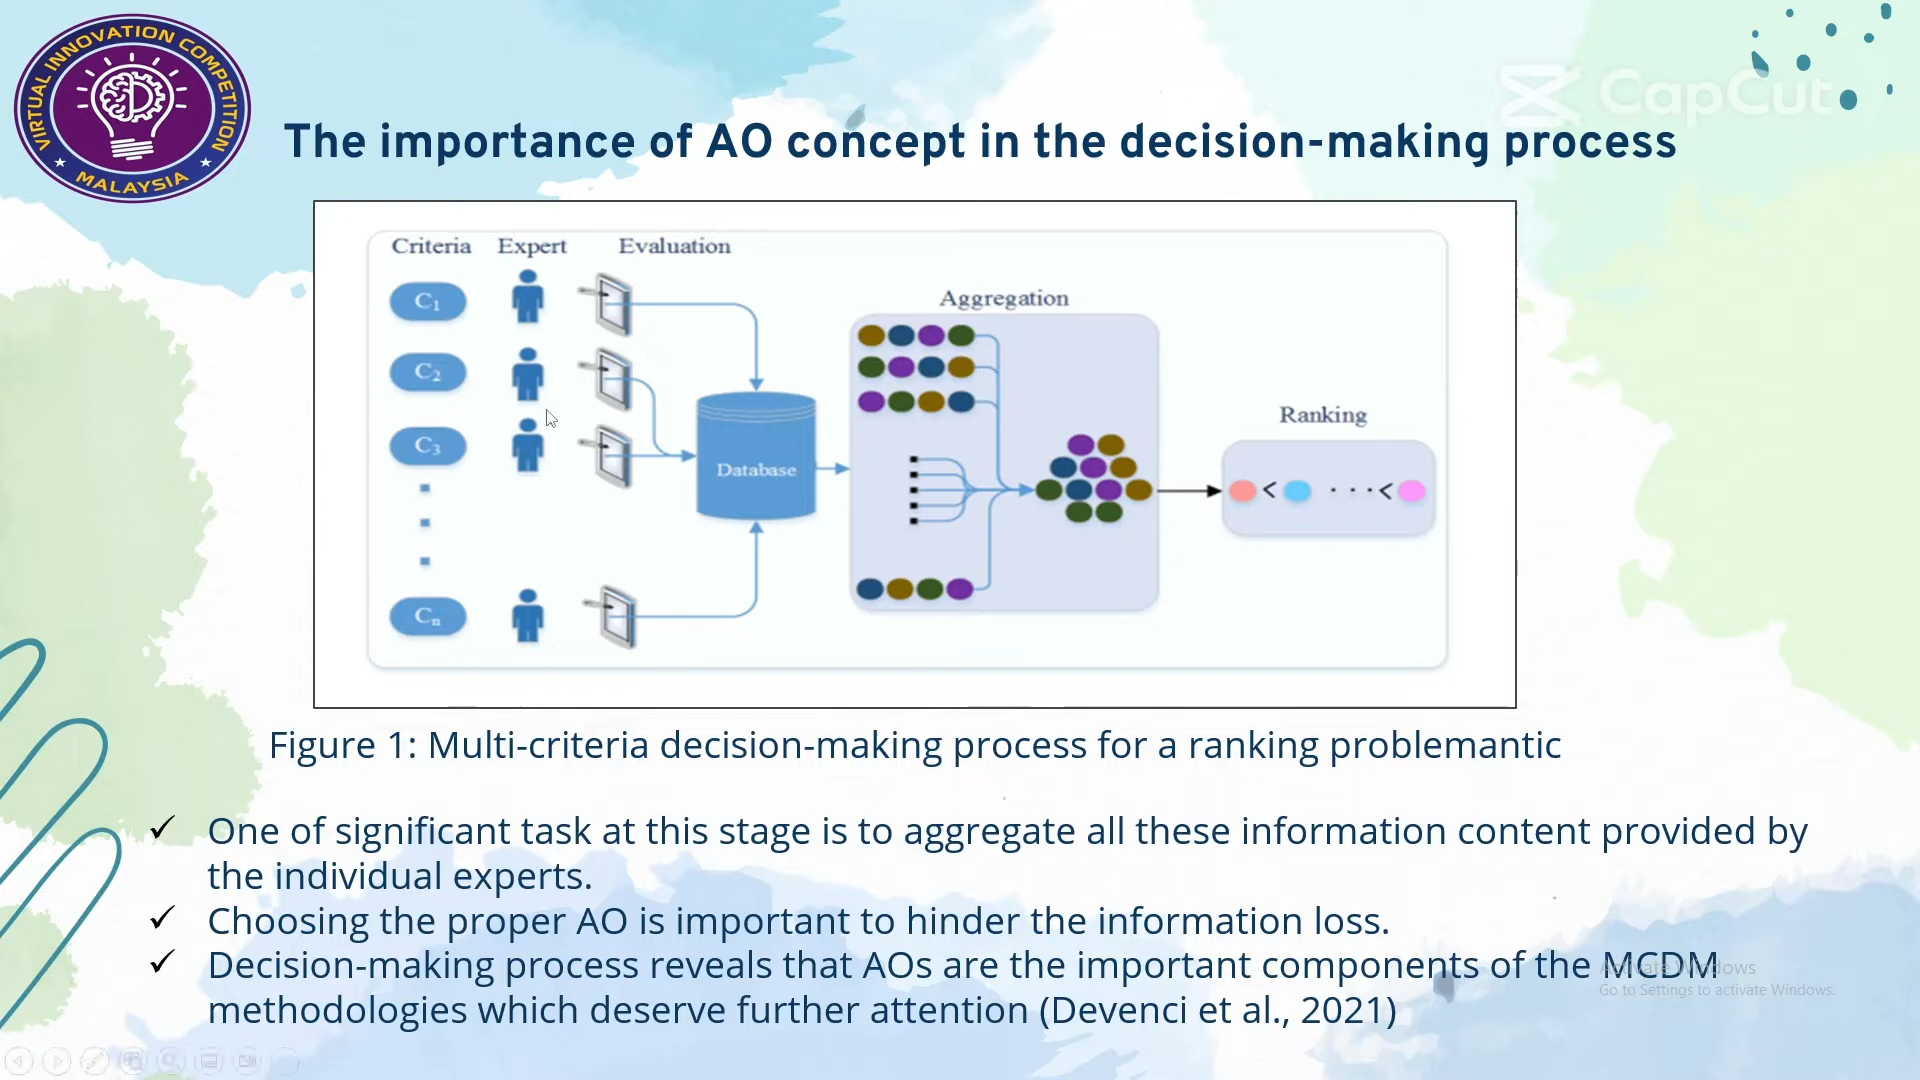 VIRTUAL INNOVATION COMPETITION
MALAYSIA
CapCut
The importance of AO concept in the decision-making process
Criteria Expert Evaluation
C1
Aggregation
C2
Ranking
C3
Database
< · · · <
Cn
Figure 1: Multi-criteria decision-making process for a ranking problemantic
✓ One of significant task at this stage is to aggregate all these information content provided by
the individual experts.
✓ Choosing the proper AO is important to hinder the information loss.
✓ Decision-making process reveals that AOs are the important components of the MCDM
methodologies which deserve further attention (Devenci et al., 2021)
Activate Windows
Go to Settings to activate Windows.